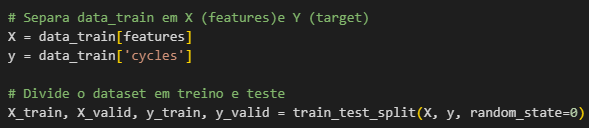 # Separa data_train em X (features)e Y (target)
X = data_train[features]
y = data_train['cycles']
# Divide o dataset em treino e teste
X_train, X_valid, y_train, y_valid = train_test_split(X, y, random_state=0)